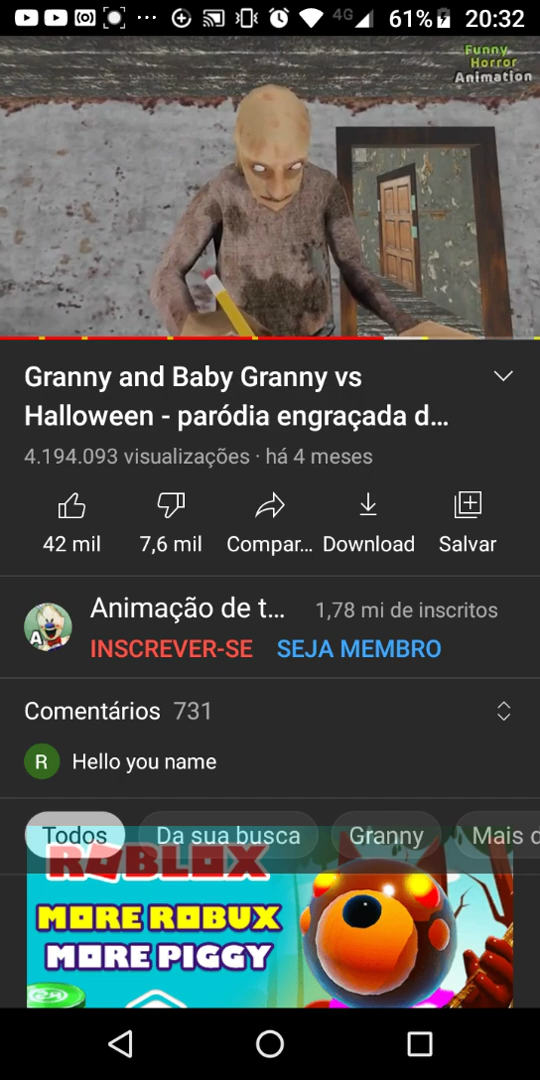 4G 61% 20:32
Funny
Horror
Animation
Granny and Baby Granny vs
Halloween - paródia engraçada d...
4.194.093 visualizações · há 4 meses
42 mil 7,6 mil Compar... Download Salvar
A
Animação de t... 1,78 mi de inscritos
INSCREVER-SE SEJA MEMBRO
Comentários 731
R Hello you name
Todos Da sua busca Granny Mais d
ROBLOX
MORE ROBUX
MORE PIGGY